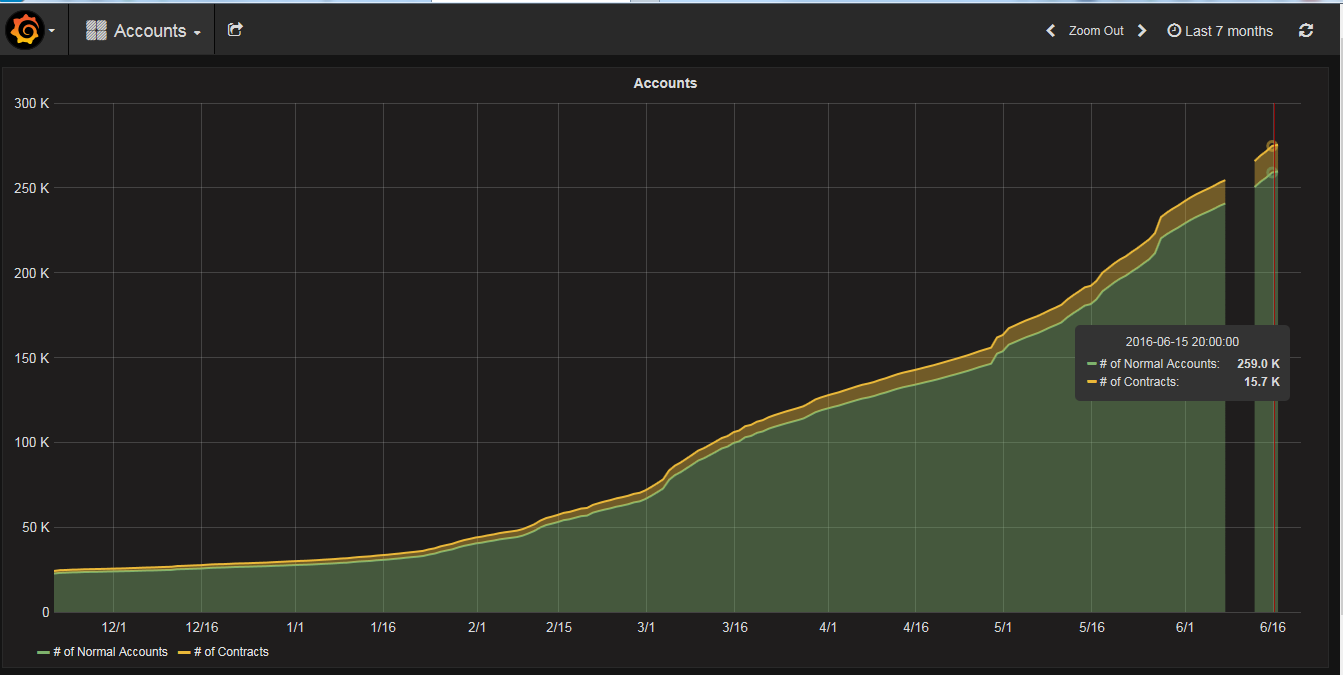 Accounts Zoom Out Last 7 months
Accounts
300 K
250 K
200 K
150 K
100 K
50 K
0
2016-06-15 20:00:00
# of Normal Accounts: 259.0 K
# of Contracts: 15.7 K
12/1 12/16 1/1 1/16 2/1 2/15 3/1 3/16 4/1 4/16 5/1 5/16 6/1 6/16
# of Normal Accounts # of Contracts